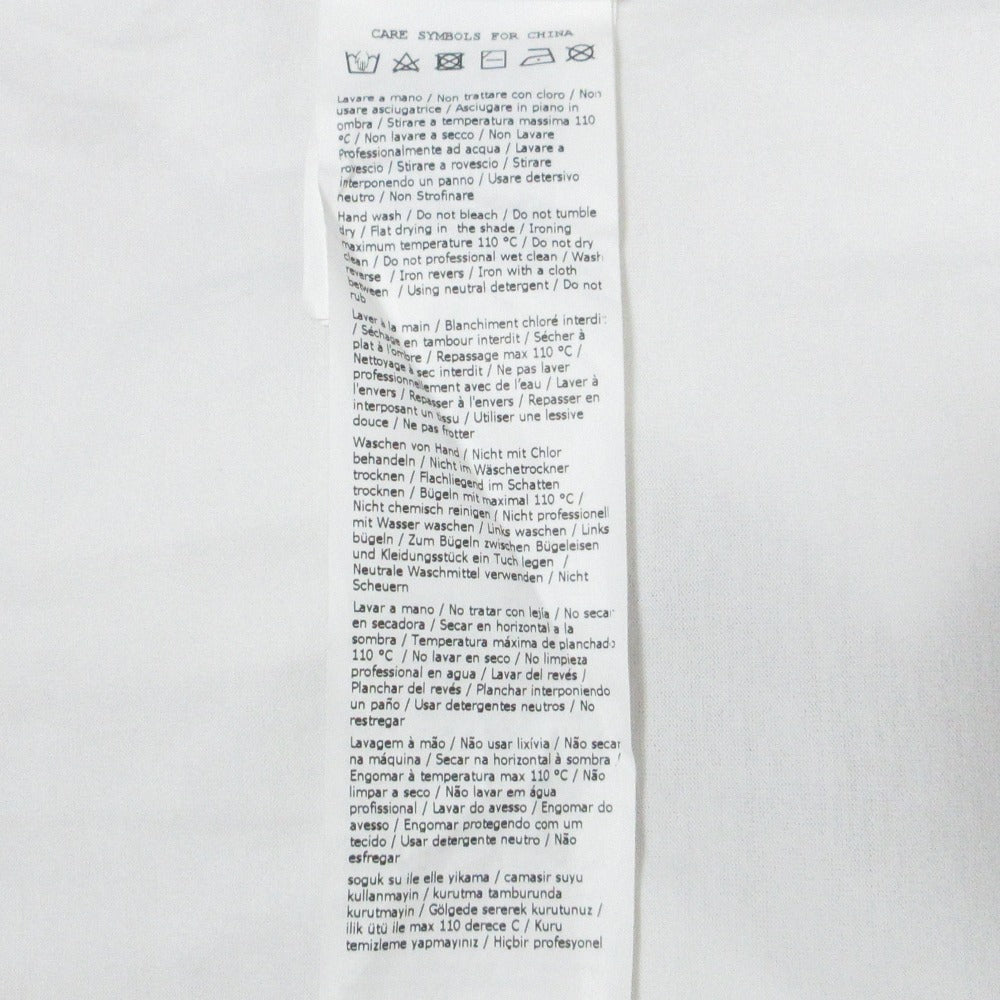 CARE SYMBOLS FOR CHINA
Lavare a mano / Non trattare con cloro / Non
usare asciugatrice / Asciugare in piano in
ombra / Stirare a temperatura massima 110
°C / Non lavare a secco / Non Lavare
Professionalmente ad acqua / Lavare a
rovescio / Stirare a rovescio / Stirare
interponendo un panno / Usare detersivo
neutro / Non Strofinare
Hand wash / Do not bleach / Do not tumble
dry / Flat drying in the shade / Ironing
maximum temperature 110 °C / Do not dry
clean / Do not professional wet clean / Wash
reverse / Iron revers / Iron with a cloth
between / Using neutral detergent / Do not
rub
Laver à la main / Blanchiment chloré interdit
/ Séchage en tambour interdit / Sécher à
plat à l'ombre / Repassage max 110 °C /
Nettoyage à sec interdit / Ne pas laver
professionnellement avec de l'eau / Laver à
l'envers / Repasser à l'envers / Repasser en
interposant un tissu / Utiliser une lessive
douce / Ne pas frotter
Waschen von Hand / Nicht mit Chlor
behandeln / Nicht im Wäschetrockner
trocknen / Flachliegend im Schatten
trocknen / Bügeln mit maximal 110 °C /
Nicht chemisch reinigen / Nicht professionell
mit Wasser waschen / Links waschen / Links
bügeln / Zum Bügeln zwischen Bügeleisen
und Kleidungsstück ein Tuch legen /
Neutrale Waschmittel verwenden / Nicht
Scheuern
Lavar a mano / No tratar con lejía / No secar
en secadora / Secar en horizontal a la
sombra / Temperatura máxima de planchado
110 °C / No lavar en seco / No limpieza
professional en agua / Lavar del revés /
Planchar del revés / Planchar interponiendo
un paño / Usar detergentes neutros / No
restregar
Lavagem à mão / Não usar lixívia / Não secar
na máquina / Secar na horizontal à sombra /
Engomar à temperatura max 110 °C / Não
limpar a seco / Não lavar em água
profissional / Lavar do avesso / Engomar do
avesso / Engomar protegendo com um
tecido / Usar detergente neutro / Não
esfregar
soguk su ile elle yikama / camasir suyu
kullanmayin / kurutma tamburunda
kurutmayin / Gölgede sererek kurutunuz /
ilik ütü ile max 110 derece C / Kuru
temizleme yapmayınız / Hiçbir profesyonel